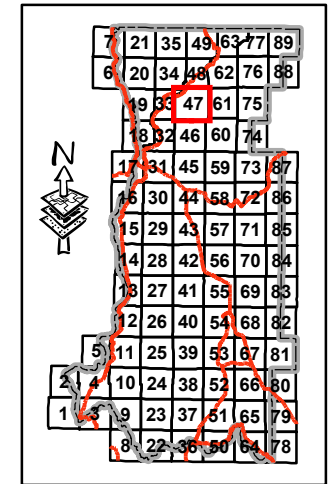 7 21 35 49 63 77 89
6 20 34 48 62 76 88
19 33 47 61 75
18 32 46 60 74
N
17 31 45 59 73 87
16 30 44 58 72 86
15 29 43 57 71 85
14 28 42 56 70 84
13 27 41 55 69 83
12 26 40 54 68 82
5 11 25 39 53 67 81
2 4 10 24 38 52 66 80
1 3 9 23 37 51 65 79
8 22 36 50 64 78